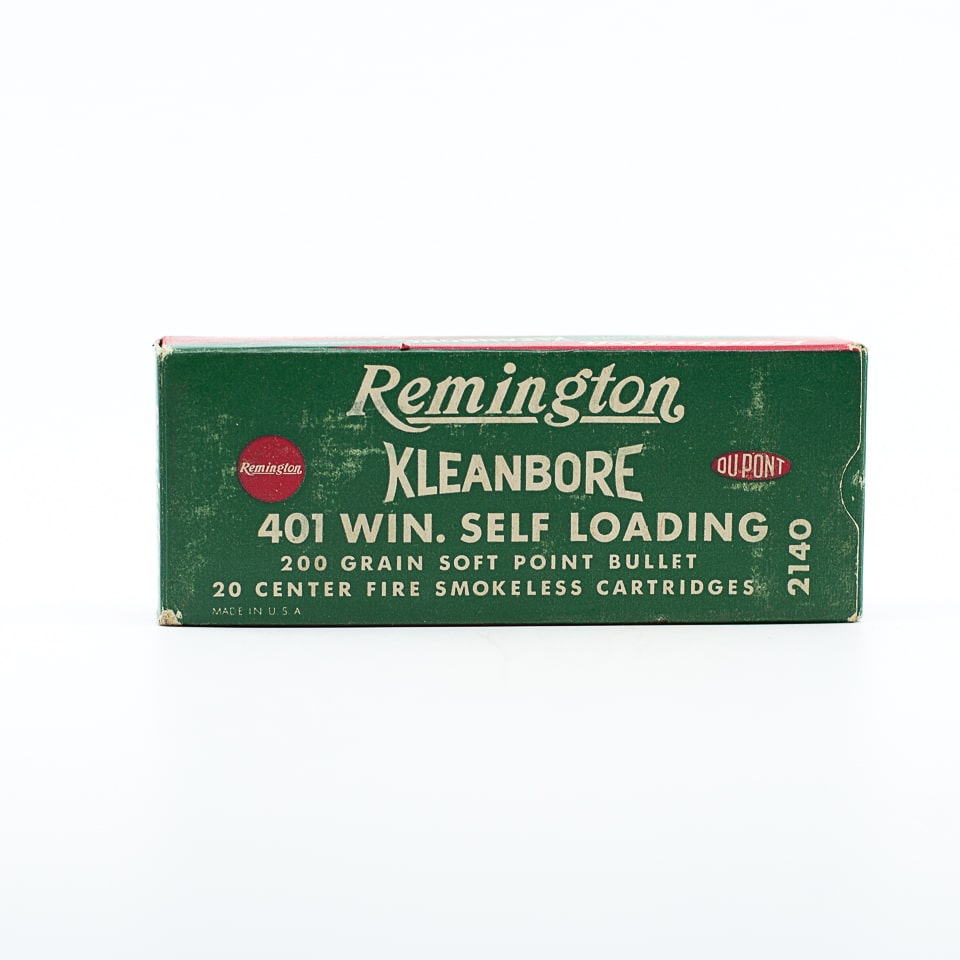 Remington
KLEANBORE
Remington
DU PONT
401 WIN. SELF LOADING
200 GRAIN SOFT POINT BULLET
20 CENTER FIRE SMOKELESS CARTRIDGES
2140
MADE IN U.S.A